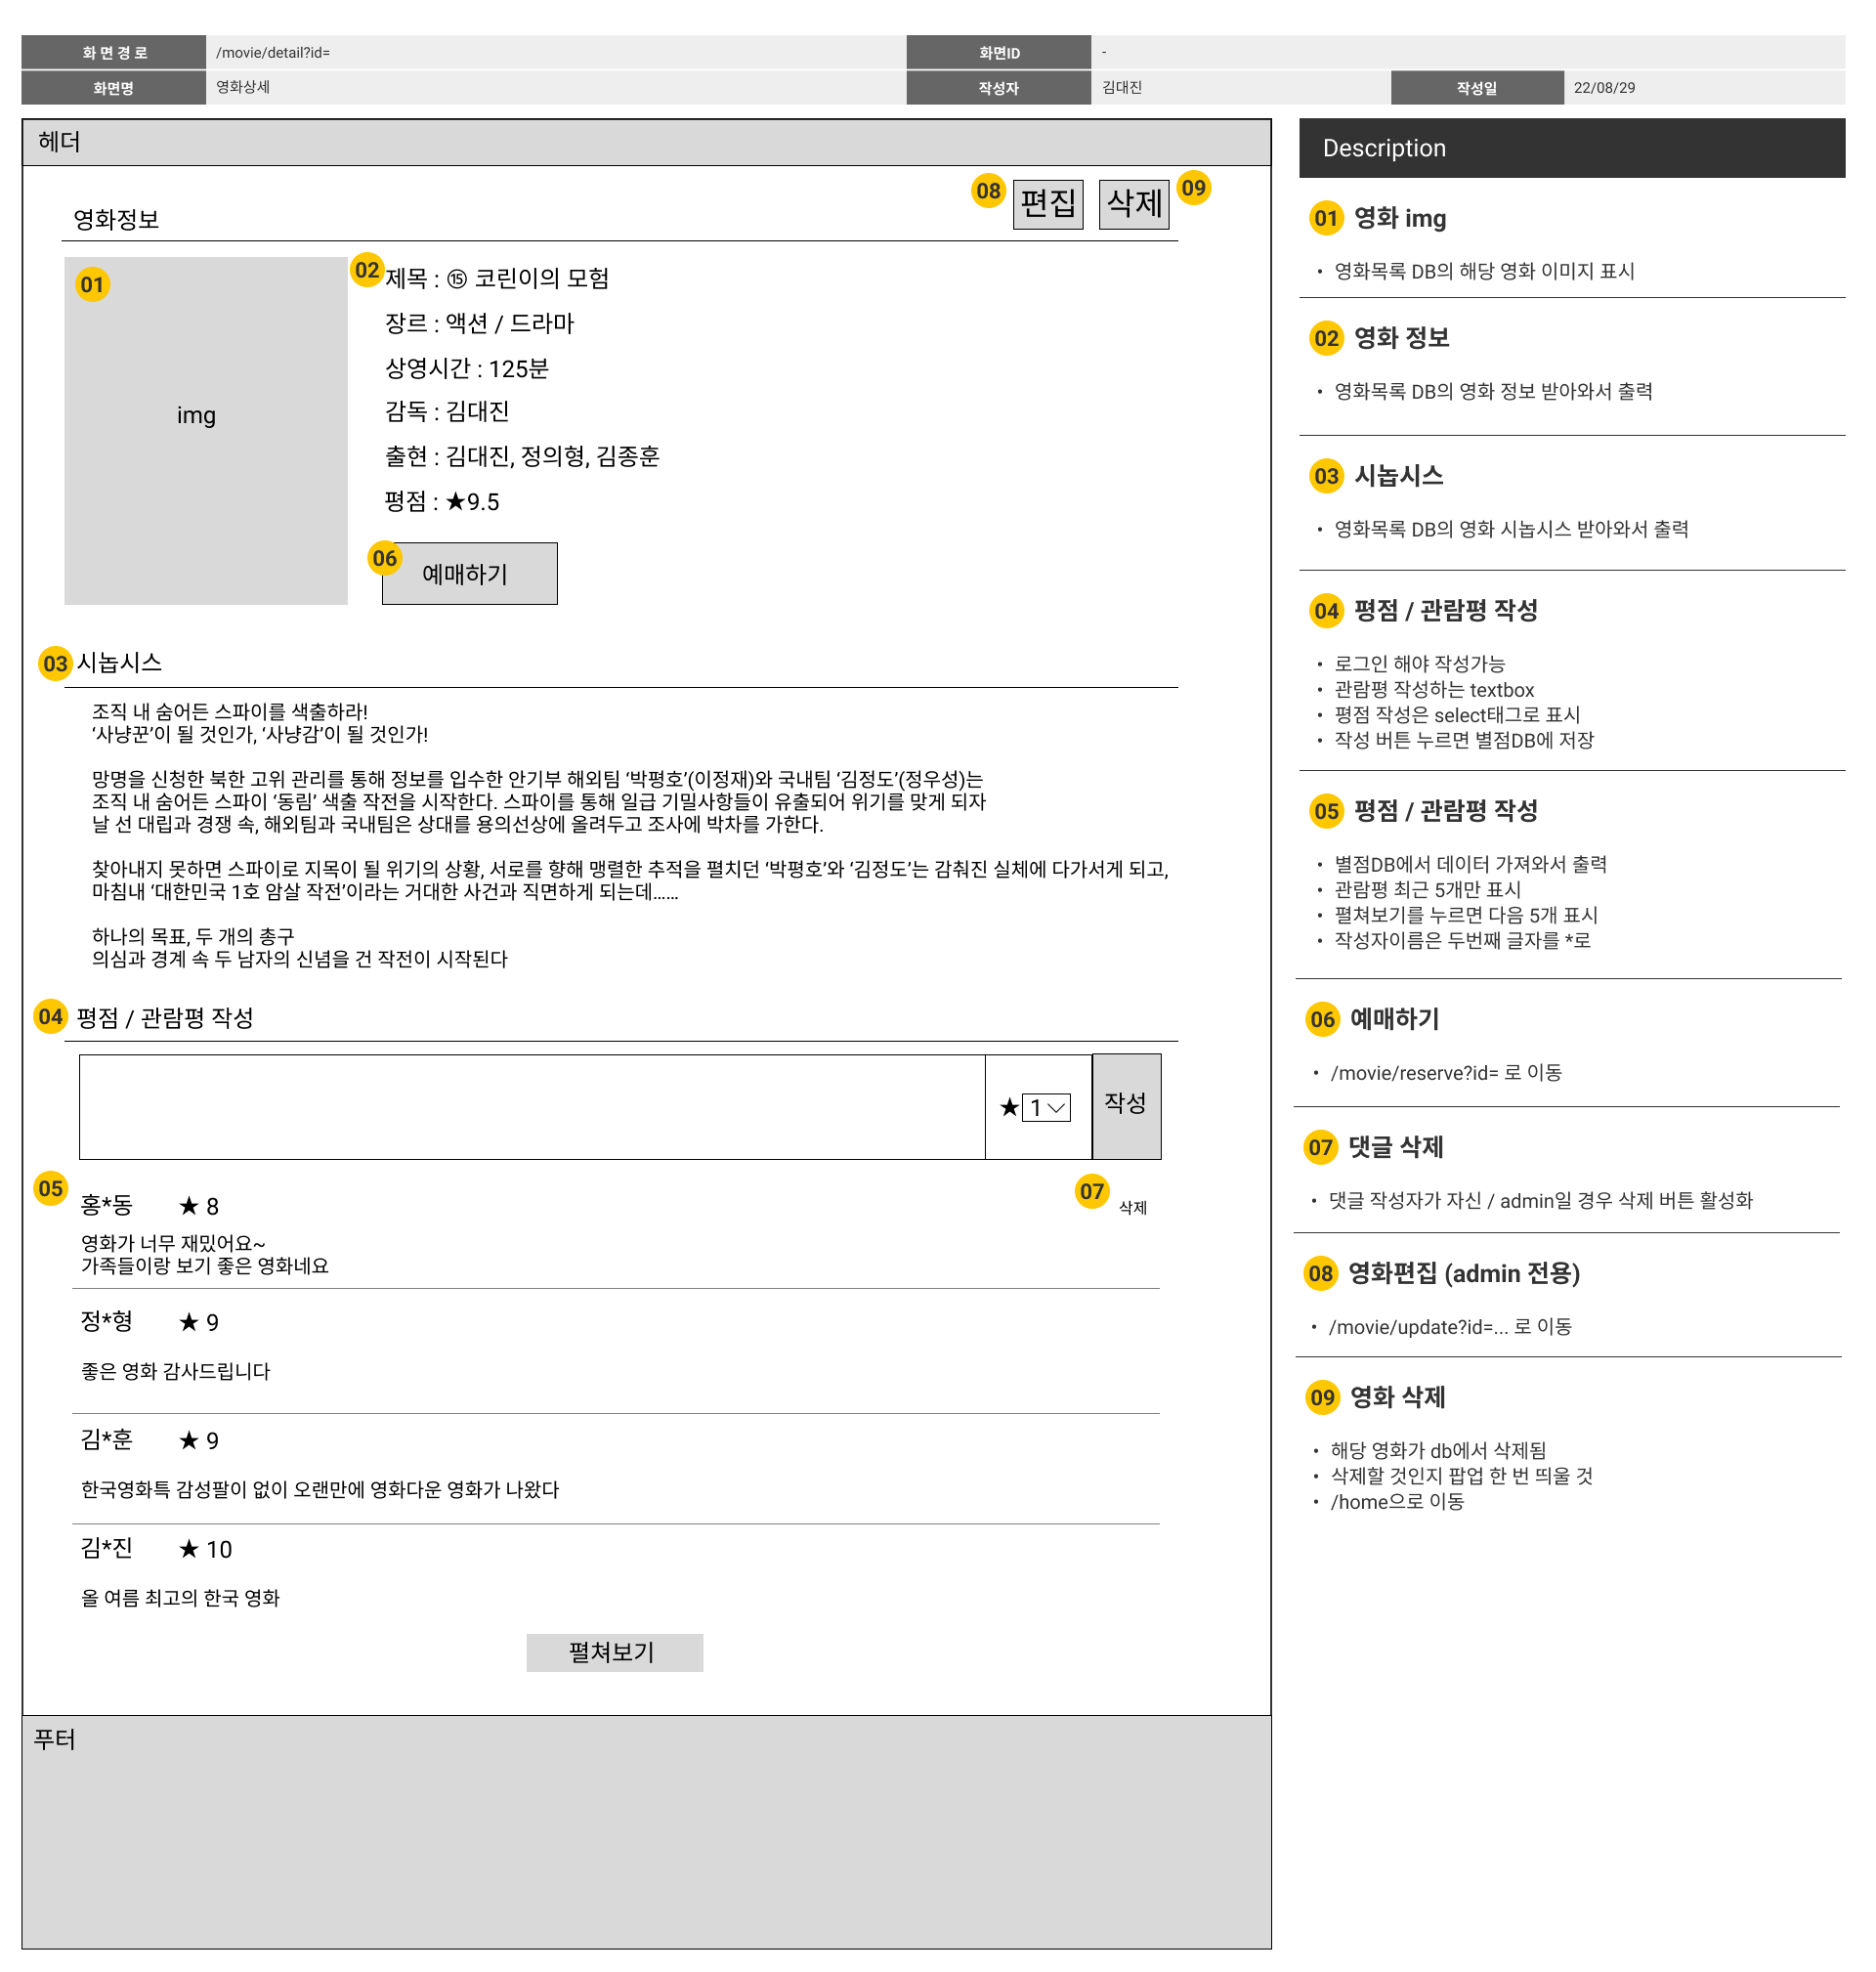 화 면 경 로 /movie/detail?id= 화면ID -
화면명 영화상세 작성자 김대진 작성일 22/08/29
헤더
08 편집 삭제 09
영화정보
01
img
02 제목 : ⑮ 코린이의 모험
장르 : 액션 / 드라마
상영시간 : 125분
감독 : 김대진
출현 : 김대진, 정의형, 김종훈
평점 : ★9.5
06 예매하기
03 시놉시스
조직 내 숨어든 스파이를 색출하라!
‘사냥꾼’이 될 것인가, ‘사냥감’이 될 것인가!
망명을 신청한 북한 고위 관리를 통해 정보를 입수한 안기부 해외팀 ‘박평호’(이정재)와 국내팀 ‘김정도’(정우성)는
조직 내 숨어든 스파이 ‘동림’ 색출 작전을 시작한다. 스파이를 통해 일급 기밀사항들이 유출되어 위기를 맞게 되자
날 선 대립과 경쟁 속, 해외팀과 국내팀은 상대를 용의선상에 올려두고 조사에 박차를 가한다.
찾아내지 못하면 스파이로 지목이 될 위기의 상황, 서로를 향해 맹렬한 추적을 펼치던 ‘박평호’와 ‘김정도’는 감춰진 실체에 다가서게 되고,
마침내 ‘대한민국 1호 암살 작전’이라는 거대한 사건과 직면하게 되는데……
하나의 목표, 두 개의 총구
의심과 경계 속 두 남자의 신념을 건 작전이 시작된다
04 평점 / 관람평 작성
★ 1 작성
05 홍*동 ★ 8 07 삭제
영화가 너무 재밌어요~
가족들이랑 보기 좋은 영화네요
정*형 ★ 9
좋은 영화 감사드립니다
김*훈 ★ 9
한국영화특 감성팔이 없이 오랜만에 영화다운 영화가 나왔다
김*진 ★ 10
올 여름 최고의 한국 영화
펼쳐보기
푸터
Description
01 영화 img
• 영화목록 DB의 해당 영화 이미지 표시
02 영화 정보
• 영화목록 DB의 영화 정보 받아와서 출력
03 시놉시스
• 영화목록 DB의 영화 시놉시스 받아와서 출력
04 평점 / 관람평 작성
• 로그인 해야 작성가능
• 관람평 작성하는 textbox
• 평점 작성은 select태그로 표시
• 작성 버튼 누르면 별점DB에 저장
05 평점 / 관람평 작성
• 별점DB에서 데이터 가져와서 출력
• 관람평 최근 5개만 표시
• 펼쳐보기를 누르면 다음 5개 표시
• 작성자이름은 두번째 글자를 *로
06 예매하기
• /movie/reserve?id= 로 이동
07 댓글 삭제
• 댓글 작성자가 자신 / admin일 경우 삭제 버튼 활성화
08 영화편집 (admin 전용)
• /movie/update?id=... 로 이동
09 영화 삭제
• 해당 영화가 db에서 삭제됨
• 삭제할 것인지 팝업 한 번 띄울 것
• /home으로 이동